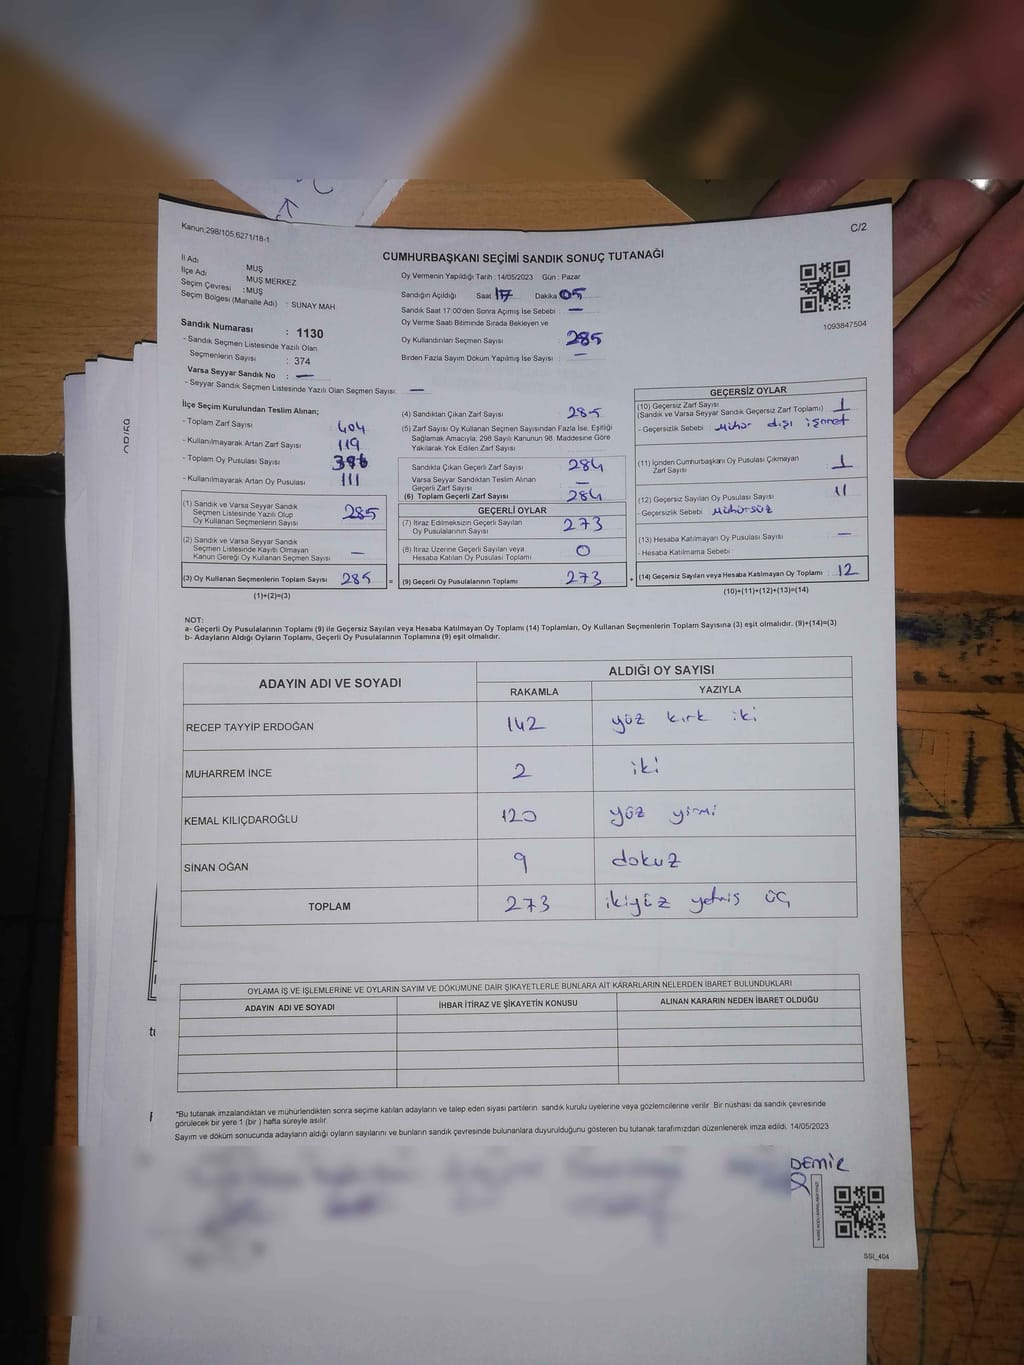 Kanun;298/105,6271/18-1
C/2
CUMHURBAŞKANI SEÇİMİ SANDIK SONUÇ TUTANAĞI
İl Adı MUŞ
İlçe Adı MUŞ MERKEZ
Seçim Çevresi : MUŞ
Seçim Bölgesi (Mahalle Adı) : SUNAY MAH
Oy Vermenin Yapıldığı Tarih : 14/05/2023 Gün : Pazar
Sandığın Açıldığı Saat 17 Dakika 05
Sandık Saat 17.00'den Sonra Açımış İse Sebebi : —
Oy Verme Saati Bitiminde Sırada Bekleyen ve
Oy Kullandırılan Seçmen Sayısı : 285
Birden Fazla Sayım Döküm Yapılmış İse Sayısı : —
1093847504
Sandık Numarası : 1130
- Sandık Seçmen Listesinde Yazılı Olan
Seçmenlerin Sayısı : 374
Varsa Seyyar Sandık No : —
- Seyyar Sandık Seçmen Listesinde Yazılı Olan Seçmen Sayısı: —
İlçe Seçim Kurulundan Teslim Alınan;
- Toplam Zarf Sayısı 404
- Kullanılmayarak Artan Zarf Sayısı 119
- Toplam Oy Pusulası Sayısı 396
- Kullanılmayarak Artan Oy Pusulası 111
(1) Sandık ve Varsa Seyyar Sandık
Seçmen Listesinde Yazılı Olup
Oy Kullanan Seçmenlerin Sayısı 285
(2) Sandık ve Varsa Seyyar Sandık
Seçmen Listesinde Kayıtlı Olmayan
Kanun Gereği Oy Kullanan Seçmen Sayısı —
(3) Oy Kullanan Seçmenlerin Toplam Sayısı 285 =
(1)+(2)=(3)
(4) Sandıktan Çıkan Zarf Sayısı 285
(5) Zarf Sayısı Oy Kullanan Seçmen Sayısından Fazla İse, Eşitliği
Sağlamak Amacıyla; 298 Sayılı Kanunun 98. Maddesine Göre
Yakılarak Yok Edilen Zarf Sayısı
Sandıkta Çıkan Geçerli Zarf Sayısı 284
Varsa Seyyar Sandıktan Teslim Alınan
Geçerli Zarf Sayısı —
(6) Toplam Geçerli Zarf Sayısı 284
GEÇERLİ OYLAR
(7) İtiraz Edilmeksizin Geçerli Sayılan
Oy Pusulalarının Sayısı 273
(8) İtiraz Üzerine Geçerli Sayılan veya
Hesaba Katılan Oy Pusulası Toplamı 0
(9) Geçerli Oy Pusulalarının Toplamı 273 +
GEÇERSİZ OYLAR
(10) Geçersiz Zarf Sayısı 1
(Sandık ve Varsa Seyyar Sandık Geçersiz Zarf Toplamı)
- Geçersizlik Sebebi : mühür dışı işaret
(11) İçinden Cumhurbaşkanı Oy Pusulası Çıkmayan
Zarf Sayısı 1
(12) Geçersiz Sayılan Oy Pusulası Sayısı 11
- Geçersizlik Sebebi mühürsüz
(13) Hesaba Katılmayan Oy Pusulası Sayısı —
- Hesaba Katılmama Sebebi :
(14) Geçersiz Sayılan veya Hesaba Katılmayan Oy Toplamı : 12
(10)+(11)+(12)+(13)=(14)
NOT:
a- Geçerli Oy Pusulalarının Toplamı (9) ile Geçersiz Sayılan veya Hesaba Katılmayan Oy Toplamı (14) Toplamları, Oy Kullanan Seçmenlerin Toplam Sayısına (3) eşit olmalıdır. (9)+(14)=(3)
b- Adayların Aldığı Oyların Toplamı, Geçerli Oy Pusulalarının Toplamına (9) eşit olmalıdır.
ADAYIN ADI VE SOYADI ALDIĞI OY SAYISI
RAKAMLA YAZIYLA
RECEP TAYYİP ERDOĞAN 142 yüz kırk iki
MUHARREM İNCE 2 iki
KEMAL KILIÇDAROĞLU 120 yüz yirmi
SİNAN OĞAN 9 dokuz
TOPLAM 273 ikiyüz yetmiş üç
OYLAMA İŞ VE İŞLEMLERİNE VE OYLARIN SAYIM VE DÖKÜMÜNE DAİR ŞİKAYETLERLE BUNLARA AİT KARARLARIN NELERDEN İBARET BULUNDUKLARI
ADAYIN ADI VE SOYADI İHBAR İTİRAZ VE ŞİKAYETİN KONUSU ALINAN KARARIN NEDEN İBARET OLDUĞU
*Bu tutanak imzalandıktan ve mühürlendikten sonra seçime katılan adayların ve talep eden siyasi partilerin sandık kurulu üyelerine veya gözlemcilerine verilir. Bir nüshası da sandık çevresinde
görülecek bir yere 1 (bir ) hafta süreyle asılır.
Sayım ve döküm sonucunda adayların aldığı oyların sayılarını ve bunların sandık çevresinde bulunanlara duyurulduğunu gösteren bu tutanak tarafımızdan düzenlenerek imza edildi. 14/05/2023
DEMİR
SSI_404